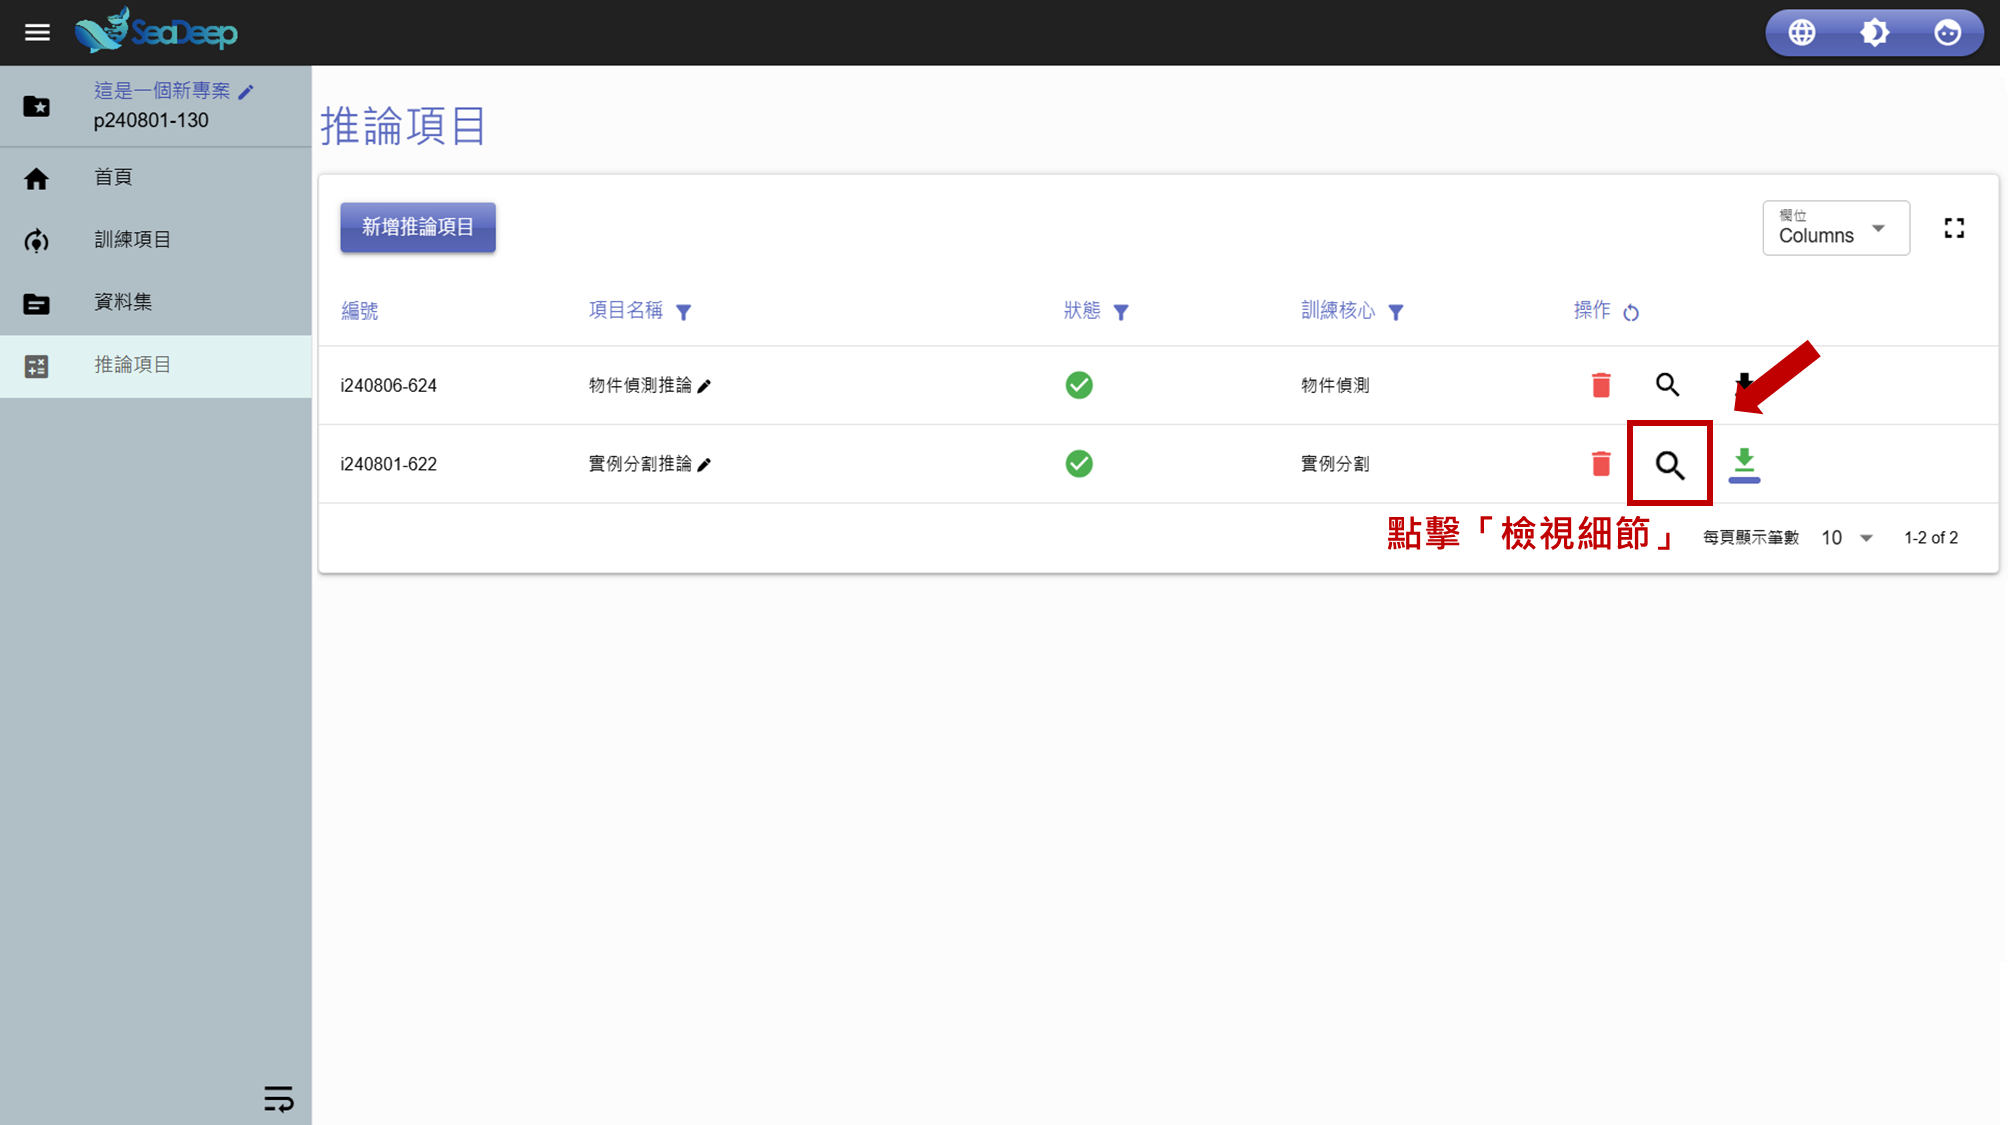 SeaDeep
這是一個新專案
p240801-130
首頁
訓練項目
資料集
推論項目
推論項目
新增推論項目
欄位
Columns
編號 項目名稱 狀態 訓練核心 操作
i240806-624 物件偵測推論 物件偵測
i240801-622 實例分割推論 實例分割
點擊「檢視細節」
每頁顯示筆數 10 1-2 of 2